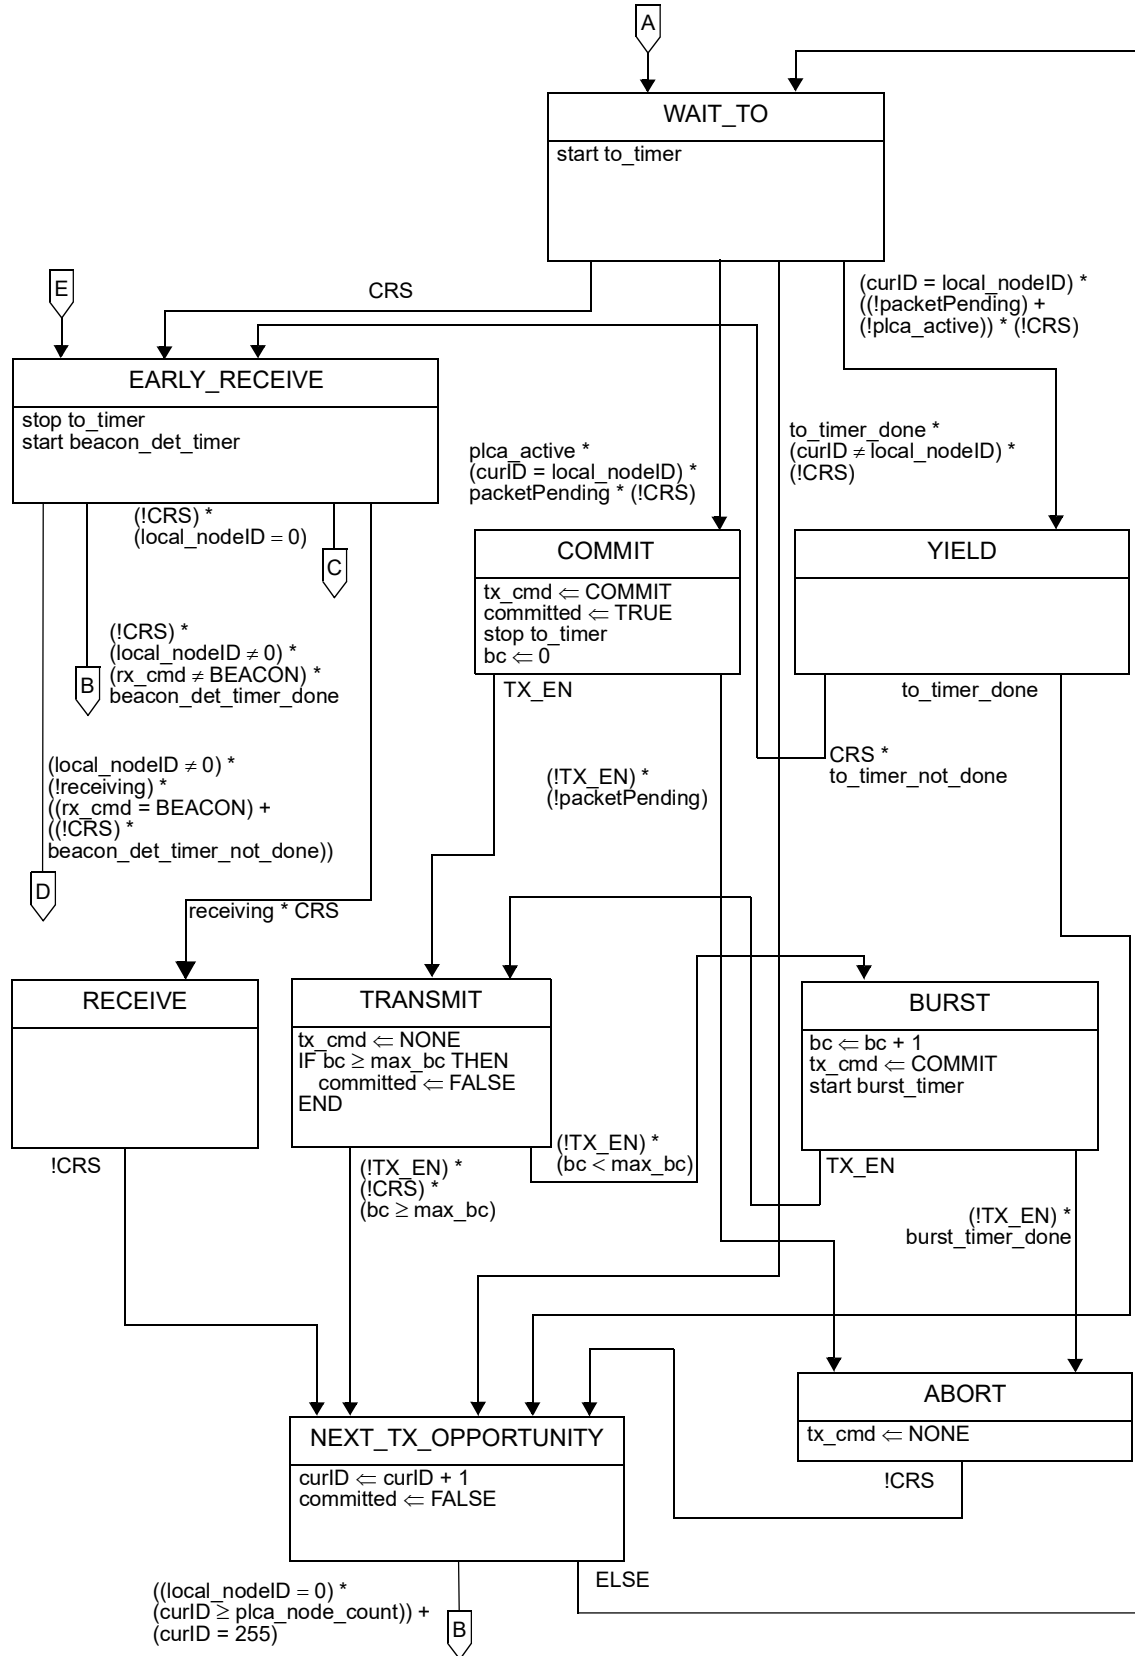 A
WAIT_TO
start to_timer
E
CRS
(curID = local_nodeID) *
((!packetPending) +
(!plca_active)) * (!CRS)
EARLY_RECEIVE
stop to_timer
start beacon_det_timer
plca_active *
(curID = local_nodeID) *
packetPending * (!CRS)
to_timer_done *
(curID ≠ local_nodeID) *
(!CRS)
(!CRS) *
(local_nodeID = 0)
C
COMMIT
tx_cmd ⇐ COMMIT
committed ⇐ TRUE
stop to_timer
bc ⇐ 0
YIELD
(!CRS) *
(local_nodeID ≠ 0) *
(rx_cmd ≠ BEACON) *
beacon_det_timer_done
B
TX_EN
to_timer_done
(local_nodeID ≠ 0) *
(!receiving) *
((rx_cmd = BEACON) +
((!CRS) *
beacon_det_timer_not_done))
D
(!TX_EN) *
(!packetPending)
CRS *
to_timer_not_done
receiving * CRS
RECEIVE
TRANSMIT
tx_cmd ⇐ NONE
IF bc ≥ max_bc THEN
committed ⇐ FALSE
END
BURST
bc ⇐ bc + 1
tx_cmd ⇐ COMMIT
start burst_timer
!CRS
(!TX_EN) *
(!CRS) *
(bc ≥ max_bc)
(!TX_EN) *
(bc < max_bc)
TX_EN
(!TX_EN) *
burst_timer_done
ABORT
tx_cmd ⇐ NONE
NEXT_TX_OPPORTUNITY
curID ⇐ curID + 1
committed ⇐ FALSE
!CRS
((local_nodeID = 0) *
(curID ≥ plca_node_count)) +
(curID = 255)
B
ELSE